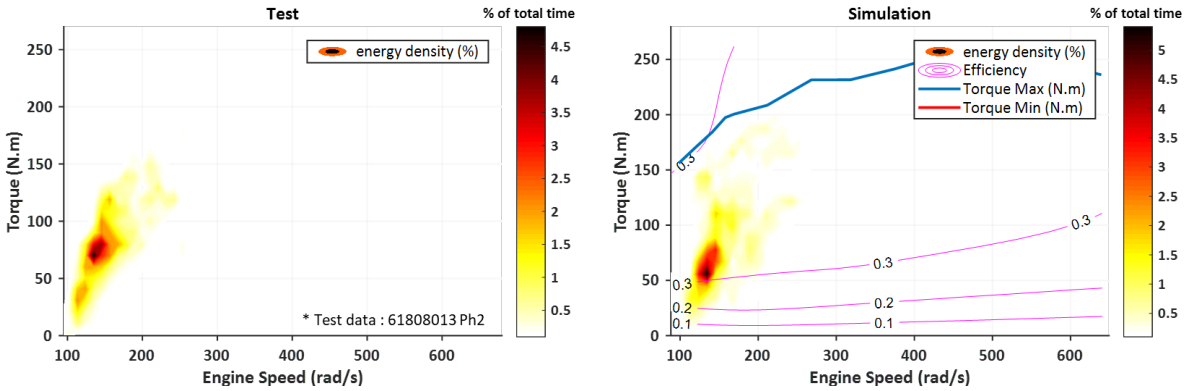 Test
% of total time
energy density (%)
250
200
150
100
50
0
Torque (N.m)
* Test data : 61808013 Ph2
100 200 300 400 500 600
Engine Speed (rad/s)
4.5
4
3.5
3
2.5
2
1.5
1
0.5
Simulation
% of total time
energy density (%)
Efficiency
Torque Max (N.m)
Torque Min (N.m)
250
200
150
100
50
0
Torque (N.m)
0.3
0.3
0.3
0.3
0.2
0.2
0.1
0.1
100 200 300 400 500 600
Engine Speed (rad/s)
5
4.5
4
3.5
3
2.5
2
1.5
1
0.5